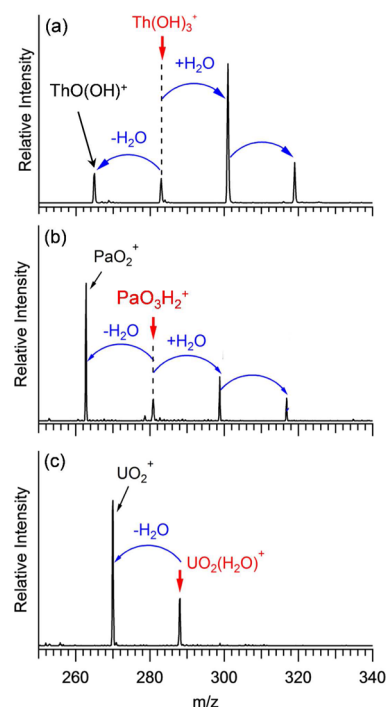 (a)
Th(OH)₃⁺
+H₂O
ThO(OH)⁺
-H₂O
Relative Intensity
(b)
PaO₂⁺
PaO₃H₂⁺
-H₂O
+H₂O
Relative Intensity
(c)
UO₂⁺
-H₂O
UO₂(H₂O)⁺
Relative Intensity
260 280 300 320 340
m/z